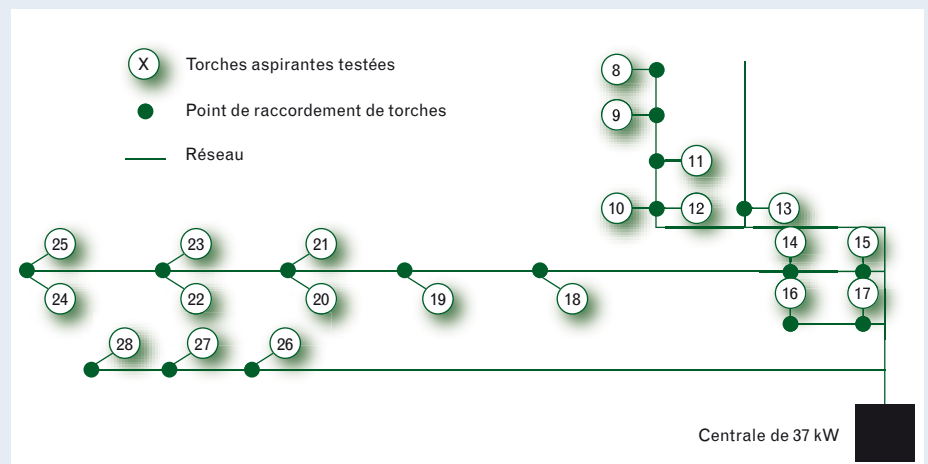 X Torches aspirantes testées
Point de raccordement de torches
Réseau
8
9
11
10 12 13
14 15
25 23 21
24 22 20 19 18
16 17
28 27 26
Centrale de 37 kW